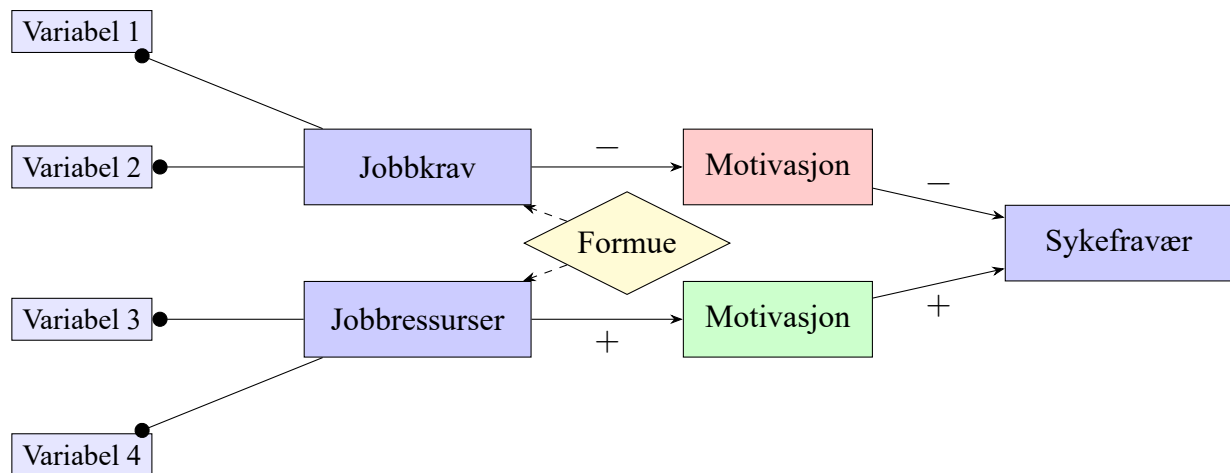 Variabel 1
Variabel 2
Jobbkrav
−
Motivasjon
−
Formue
Sykefravær
Variabel 3
Jobbressurser
+
Motivasjon
+
Variabel 4